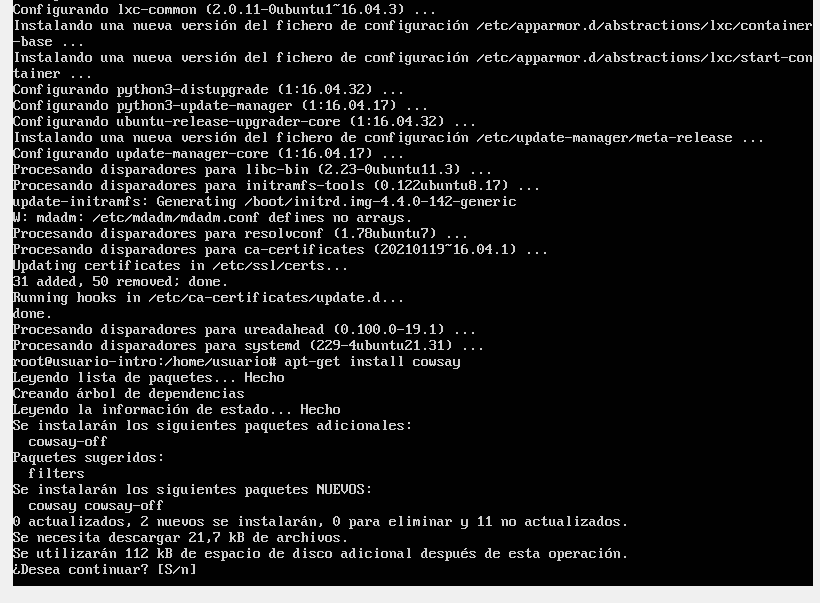 Configurando lxc-common (2.0.11-0ubuntu1~16.04.3) ...
Instalando una nueva versión del fichero de configuración /etc/apparmor.d/abstractions/lxc/container
-base ...
Instalando una nueva versión del fichero de configuración /etc/apparmor.d/abstractions/lxc/start-con
tainer ...
Configurando python3-distupgrade (1:16.04.32) ...
Configurando python3-update-manager (1:16.04.17) ...
Configurando ubuntu-release-upgrader-core (1:16.04.32) ...
Instalando una nueva versión del fichero de configuración /etc/update-manager/meta-release ...
Configurando update-manager-core (1:16.04.17) ...
Procesando disparadores para libc-bin (2.23-0ubuntu11.3) ...
Procesando disparadores para initramfs-tools (0.122ubuntu8.17) ...
update-initramfs: Generating /boot/initrd.img-4.4.0-142-generic
W: mdadm: /etc/mdadm/mdadm.conf defines no arrays.
Procesando disparadores para resolvconf (1.78ubuntu7) ...
Procesando disparadores para ca-certificates (20210119~16.04.1) ...
Updating certificates in /etc/ssl/certs...
31 added, 50 removed; done.
Running hooks in /etc/ca-certificates/update.d...
done.
Procesando disparadores para ureadahead (0.100.0-19.1) ...
Procesando disparadores para systemd (229-4ubuntu21.31) ...
root@usuario-intro:/home/usuario# apt-get install cowsay
Leyendo lista de paquetes... Hecho
Creando árbol de dependencias
Leyendo la información de estado... Hecho
Se instalarán los siguientes paquetes adicionales:
  cowsay-off
Paquetes sugeridos:
  filters
Se instalarán los siguientes paquetes NUEVOS:
  cowsay cowsay-off
0 actualizados, 2 nuevos se instalarán, 0 para eliminar y 11 no actualizados.
Se necesita descargar 21,7 kB de archivos.
Se utilizarán 112 kB de espacio de disco adicional después de esta operación.
¿Desea continuar? [S/n]